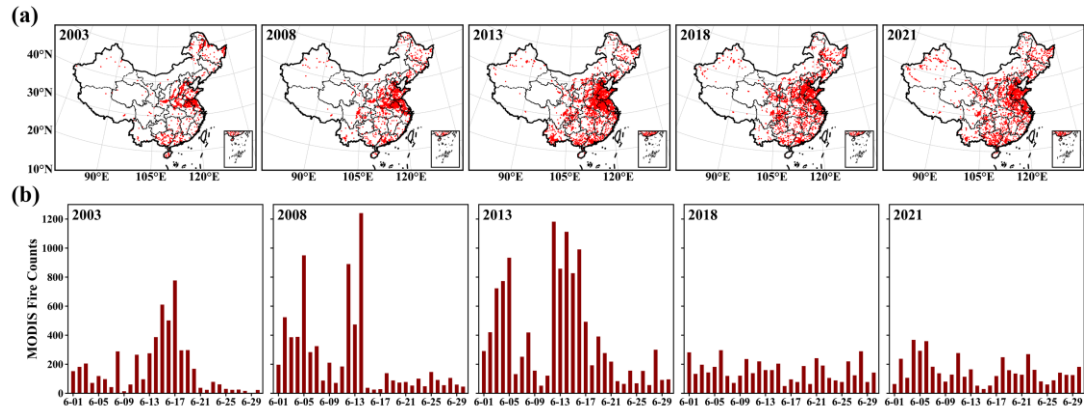 (a)
2003 2008 2013 2018 2021
40°N
30°N
20°N
10°N
90°E 105°E 120°E 90°E 105°E 120°E 90°E 105°E 120°E 90°E 105°E 120°E 90°E 105°E 120°E
(b)
2003 2008 2013 2018 2021
MODIS Fire Counts
1200
1000
800
600
400
200
0
6-01 6-05 6-09 6-13 6-17 6-21 6-25 6-29 6-01 6-05 6-09 6-13 6-17 6-21 6-25 6-29 6-01 6-05 6-09 6-13 6-17 6-21 6-25 6-29 6-01 6-05 6-09 6-13 6-17 6-21 6-25 6-29 6-01 6-05 6-09 6-13 6-17 6-21 6-25 6-29